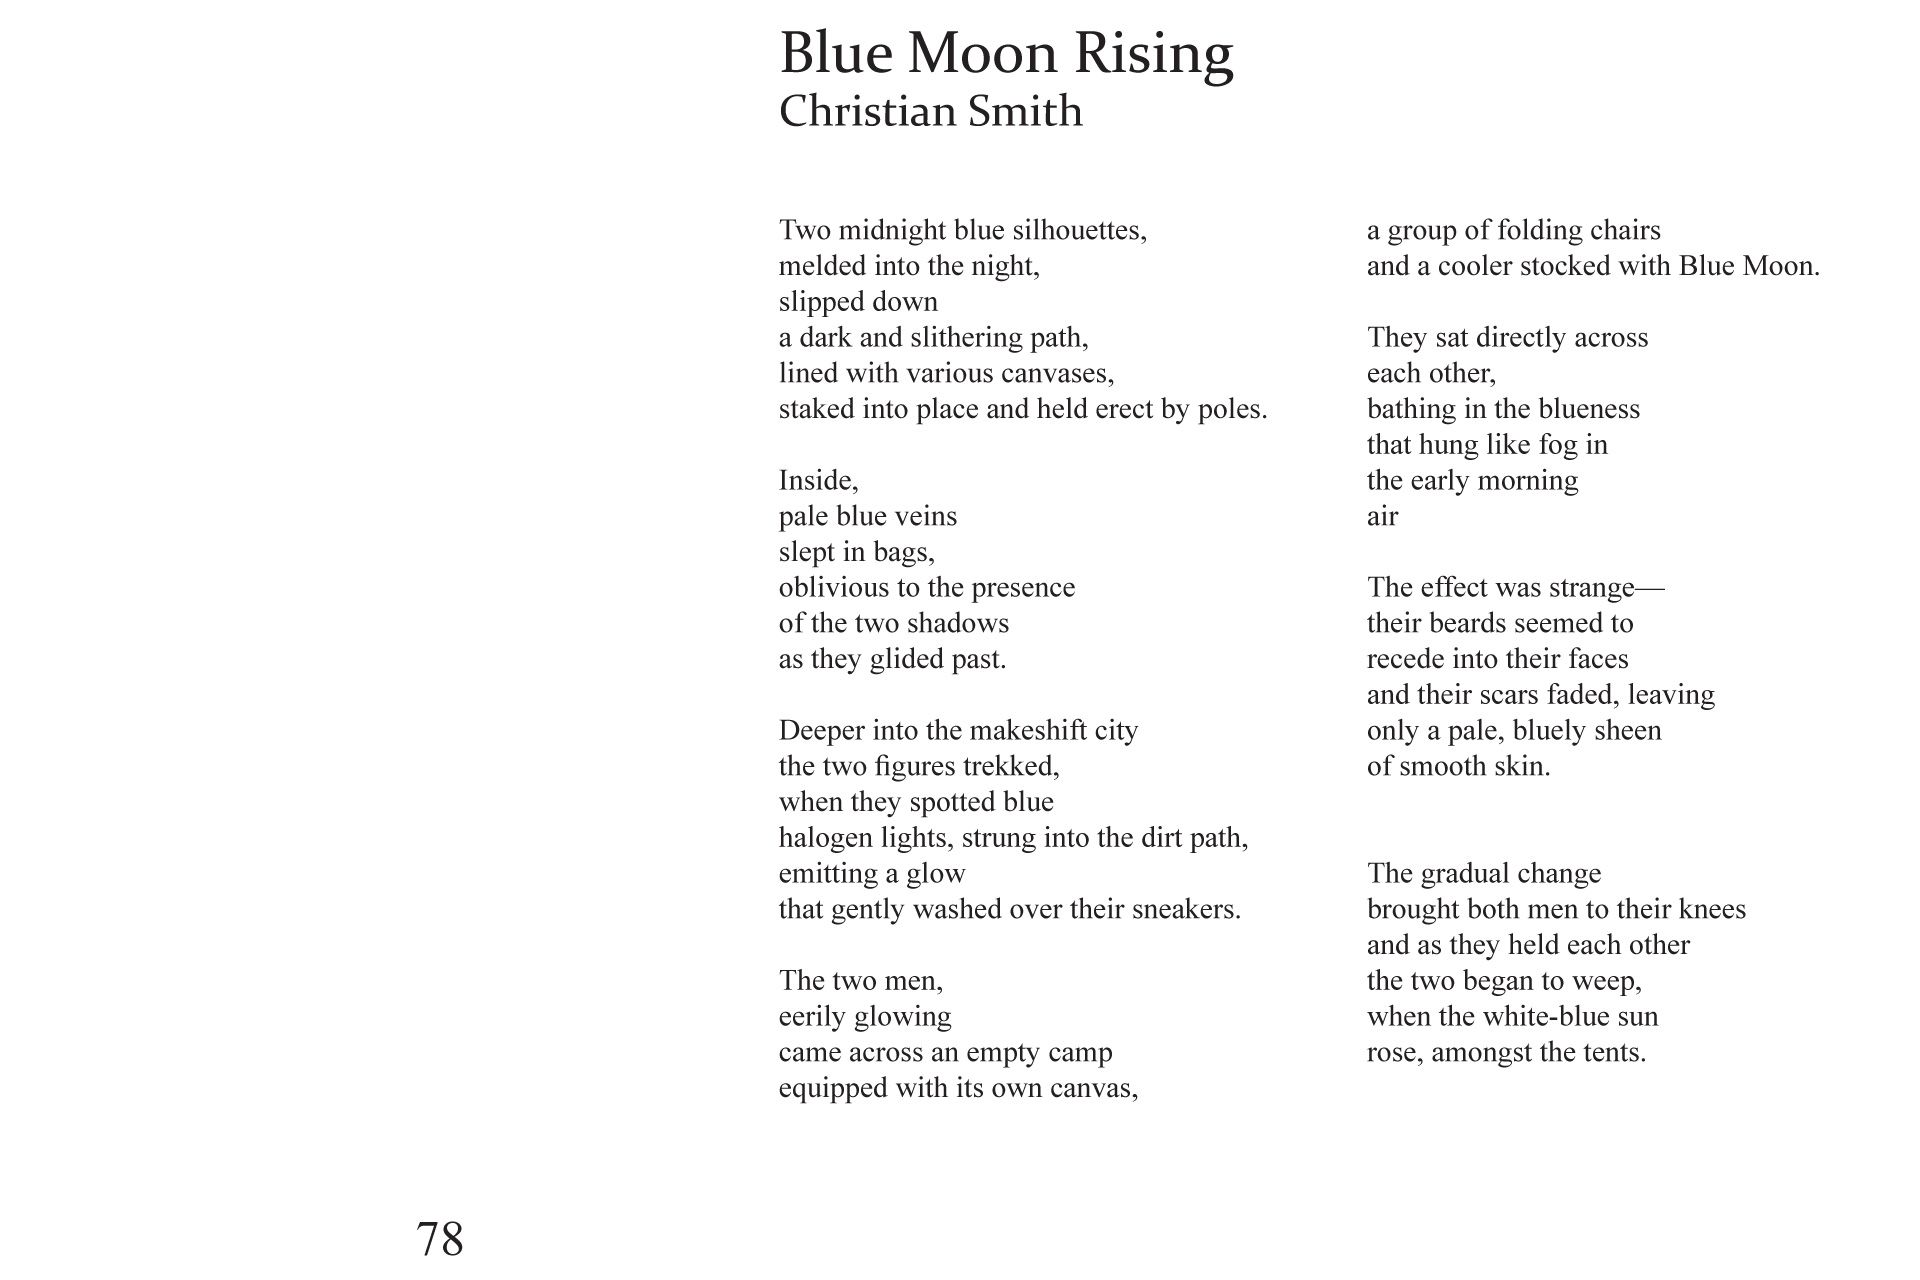 Blue Moon Rising
Christian Smith
Two midnight blue silhouettes,
melded into the night,
slipped down
a dark and slithering path,
lined with various canvases,
staked into place and held erect by poles.
Inside,
pale blue veins
slept in bags,
oblivious to the presence
of the two shadows
as they glided past.
Deeper into the makeshift city
the two figures trekked,
when they spotted blue
halogen lights, strung into the dirt path,
emitting a glow
that gently washed over their sneakers.
The two men,
eerily glowing
came across an empty camp
equipped with its own canvas,
a group of folding chairs
and a cooler stocked with Blue Moon.
They sat directly across
each other,
bathing in the blueness
that hung like fog in
the early morning
air
The effect was strange—
their beards seemed to
recede into their faces
and their scars faded, leaving
only a pale, bluely sheen
of smooth skin.
The gradual change
brought both men to their knees
and as they held each other
the two began to weep,
when the white-blue sun
rose, amongst the tents.
78